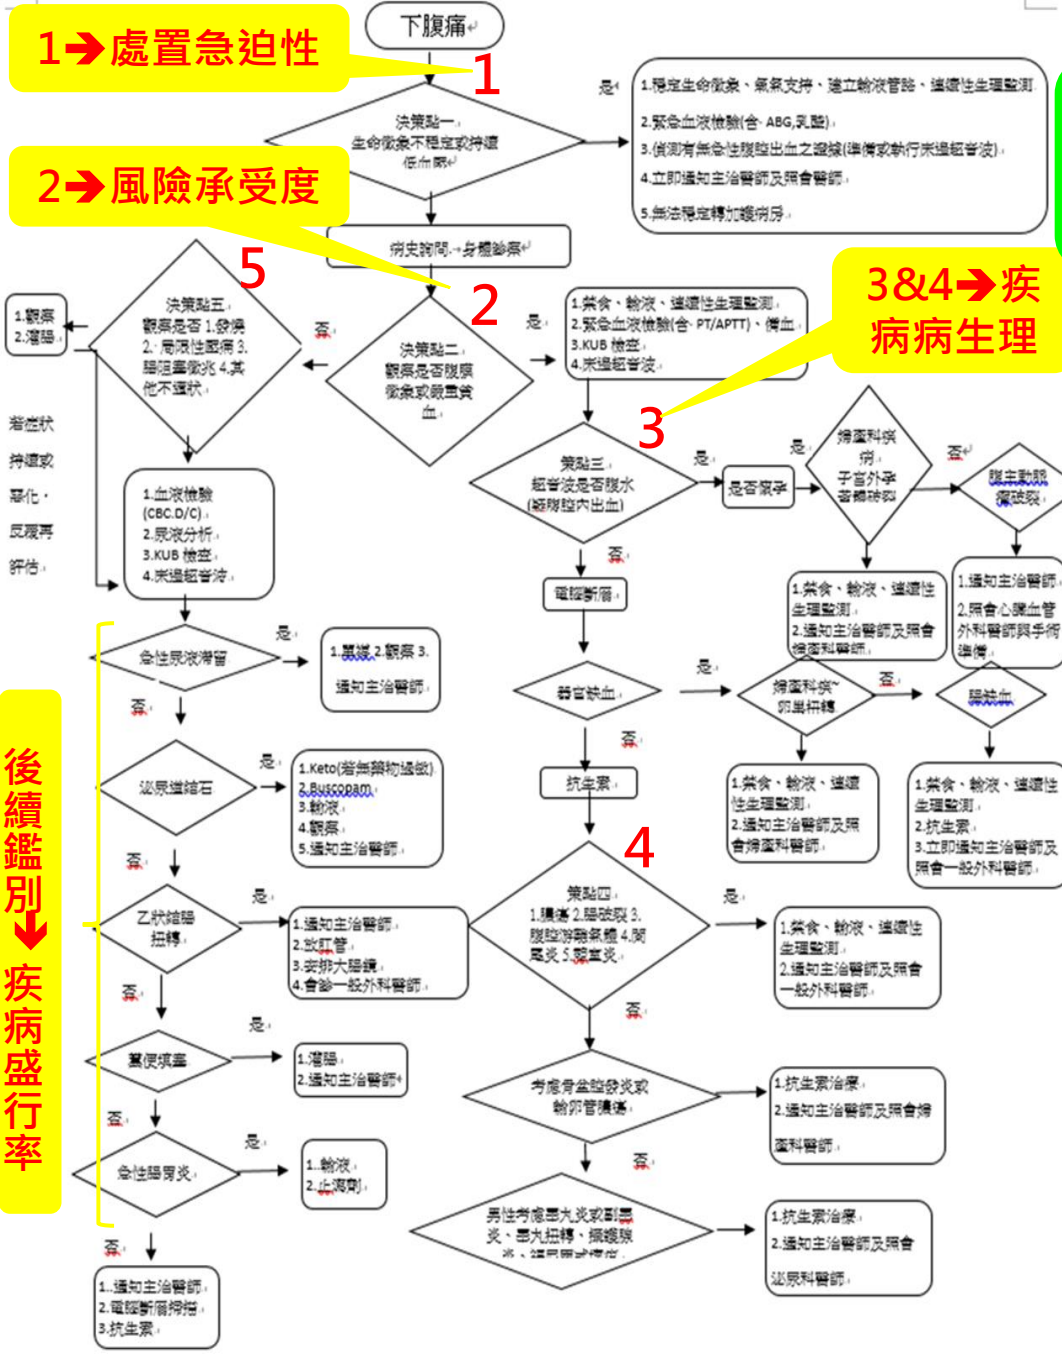 下腹痛
1➔處置急迫性
1
決策點一
生命徵象不穩定或持續
低血壓
是
1.穩定生命徵象、氧氣支持、建立輸液管路、連續性生理監測
2.緊急血液檢驗(含 ABG,乳酸)
3.偵測有無急性腹腔出血之證據(準備或執行床邊超音波)
4.立即通知主治醫師及照會醫師
5.無法穩定轉加護病房
2➔風險承受度
病史詢問→身體診察
2
決策點二
觀察是否腹膜
徵象或嚴重貧
血
是
1.禁食、輸液、連續性生理監測
2.緊急血液檢驗(含 PT/APTT)、備血
3.KUB 檢查
4.床邊超音波
3&4➔疾
病病生理
否
5
決策點五
觀察是否 1.發燒
2. 局限性壓痛 3.
腸阻塞徵兆 4.其
他不適狀
1.觀察
2.灌腸
若症狀
持續或
惡化，
反覆再
評估
1.血液檢驗
(CBC.D/C)
2.尿液分析
3.KUB 檢查
4.床邊超音波
3
策點三
超音波是否腹水
(疑腹腔內出血)
是
是否懷孕
是
婦產科疾
病
子宮外孕
黃體破裂
否
腹主動脈
瘤破裂
1.禁食、輸液、連續性
生理監測
2.通知主治醫師及照會
婦產科醫師
1.通知主治醫師
2.照會心臟血管
外科醫師與手術
準備
否
電腦斷層
器官缺血
是
婦產科疾~
卵巢扭轉
否
腸缺血
1.禁食、輸液、連續
性生理監測
2.通知主治醫師及照
會婦產科醫師
1.禁食、輸液、連續性
生理監測
2.抗生素
3.立即通知主治醫師及
照會一般外科醫師
否
抗生素
4
策點四
1.膿瘍 2.腸破裂 3.
腹腔游離氣體 4.闌
尾炎 5.憩室炎
是
1.禁食、輸液、連續性
生理監測
2.通知主治醫師及照會
一般外科醫師
否
考慮骨盆腔發炎或
輸卵管膿瘍
1.抗生素治療
2.通知主治醫師及照會婦
產科醫師
否
男性考慮睪丸炎或副睪
炎、睪丸扭轉、攝護腺
1.抗生素治療
2.通知主治醫師及照會
泌尿科醫師
後續鑑別➔疾病盛行率
急性尿液滯留
是
1.單導 2.觀察 3.
通知主治醫師
否
泌尿道結石
是
1.Keto(若無藥物過敏)
2.Buscopam
3.輸液
4.觀察
5.通知主治醫師
否
乙狀結腸
扭轉
是
1.通知主治醫師
2.放肛管
3.安排大腸鏡
4.會診一般外科醫師
否
糞便填塞
是
1.灌腸
2.通知主治醫師
否
急性腸胃炎
是
1..輸液
2.止瀉劑
否
1..通知主治醫師
2.電腦斷層掃描
3.抗生素